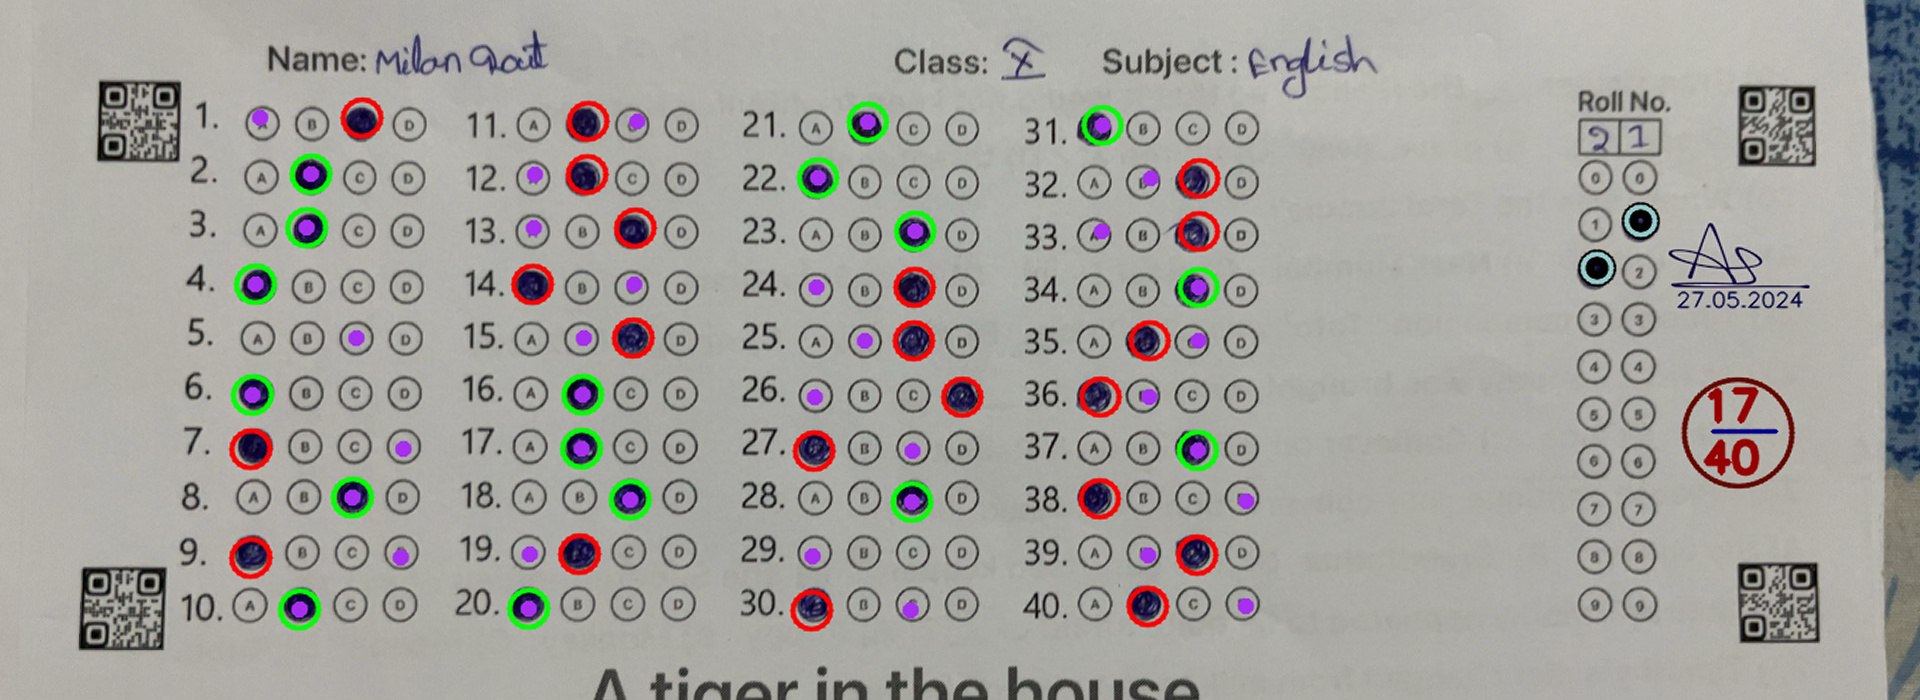 Name: Milan Raut Class: X Subject: English
1. B D 11. A D 21. A C D 31. B C D
2. A C D 12. C D 22. B C D 32. A D
3. A C D 13. B D 23. A B D 33. B D
4. B C D 14. B D 24. B D 34. A B D
5. A B D 15. A D 25. A D 35. A D
6. B C D 16. A C D 26. B C 36. C D
7. B C 17. A C D 27. B D 37. A B D
8. A B D 18. A B D 28. A B D 38. B C
9. B C 19. C D 29. B C D 39. A D
10. A C D 20. B C D 30. B D 40. A C
Roll No.
2 1
0 0
1
2
3 3
4 4
5 5
6 6
7 7
8 8
9 9
27.05.2024
17
40
A tiger in the house